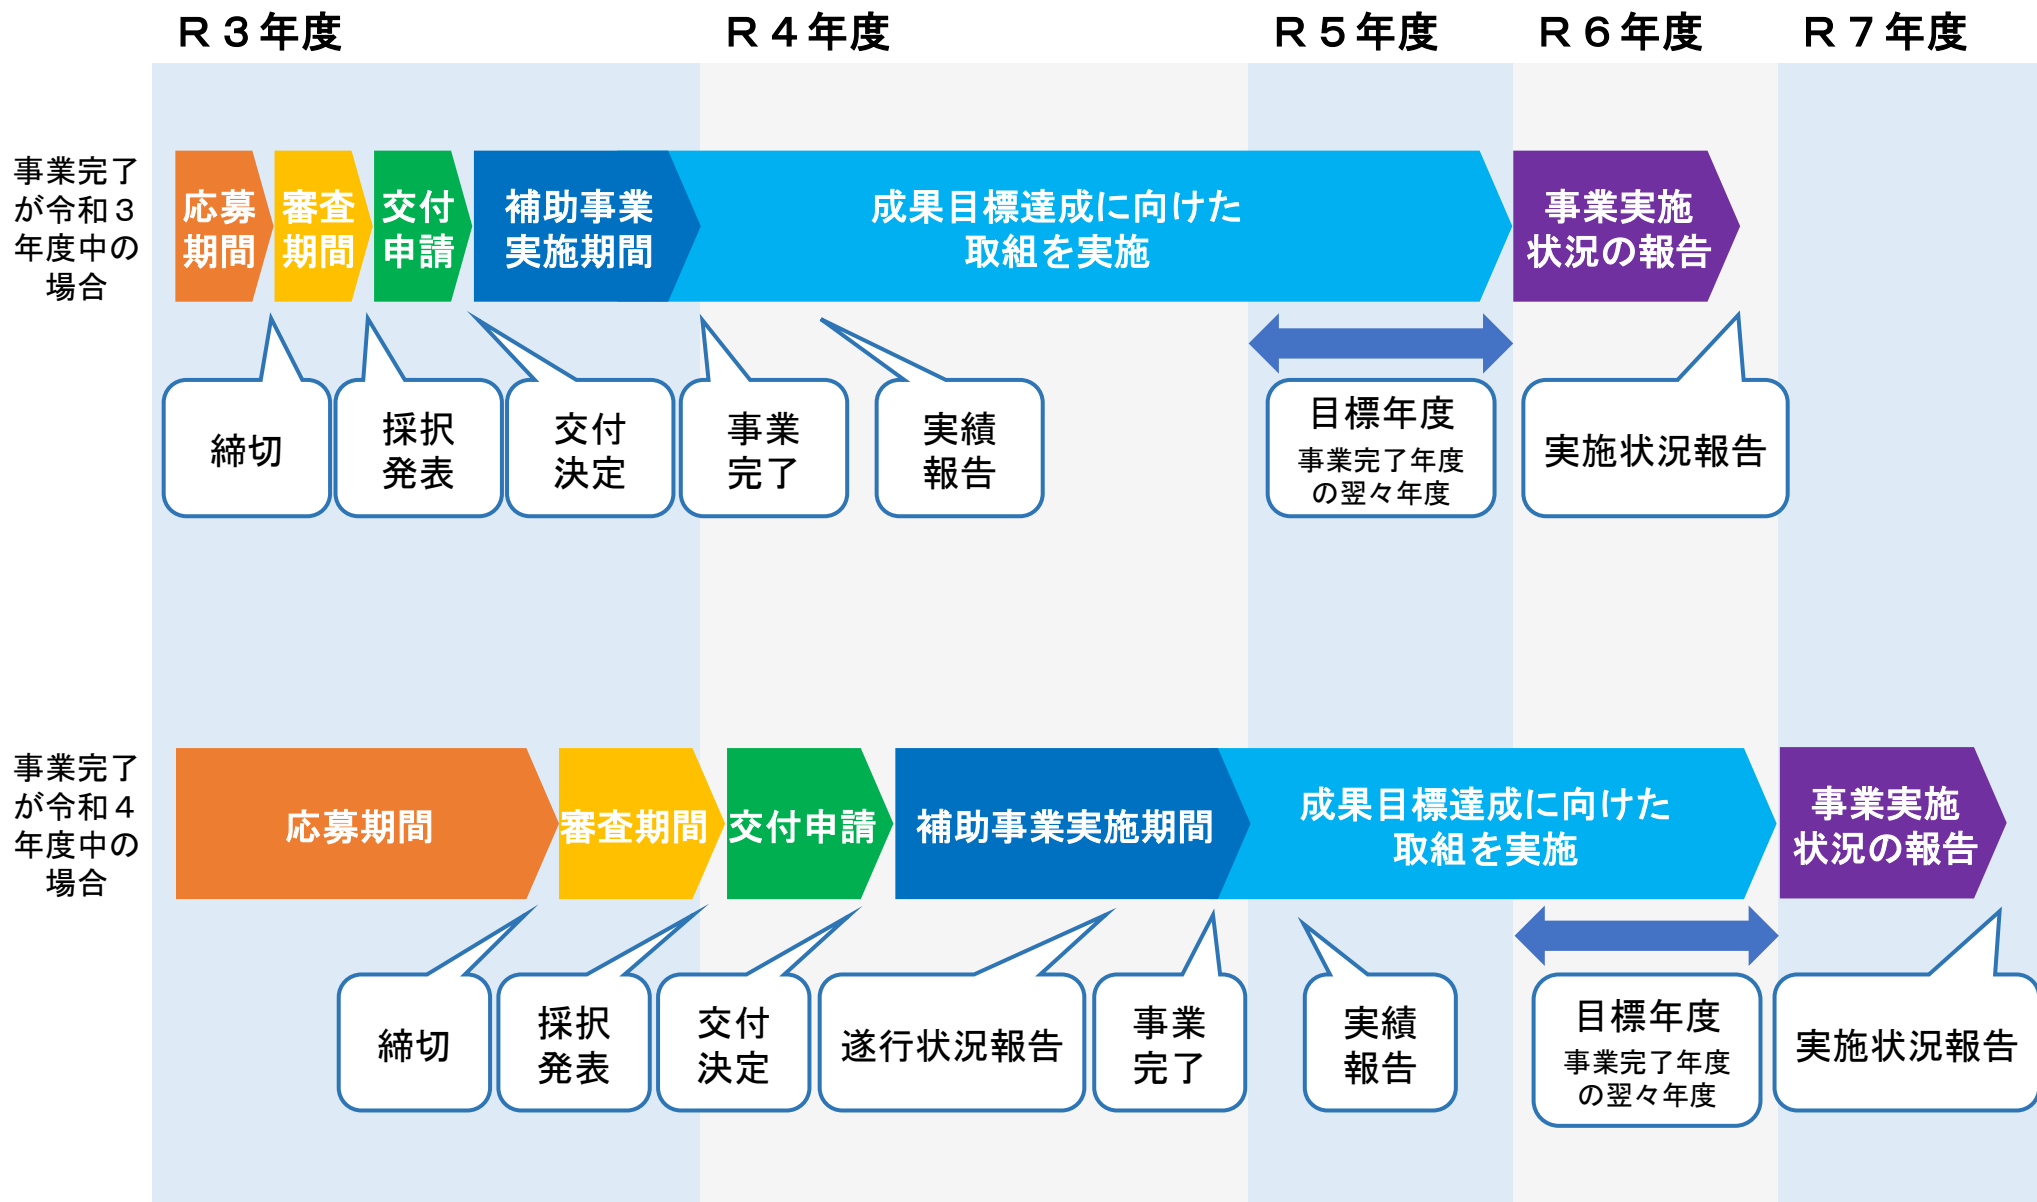 Ｒ３年度
Ｒ４年度
Ｒ５年度
Ｒ６年度
Ｒ７年度
事業完了
が令和３
年度中の
場合
応募
期間
審査
期間
交付
申請
補助事業
実施期間
成果目標達成に向けた
取組を実施
事業実施
状況の報告
締切
採択
発表
交付
決定
事業
完了
実績
報告
目標年度
事業完了年度
の翌々年度
実施状況報告
事業完了
が令和４
年度中の
場合
応募期間
審査期間
交付申請
補助事業実施期間
成果目標達成に向けた
取組を実施
事業実施
状況の報告
締切
採択
発表
交付
決定
遂行状況報告
事業
完了
実績
報告
目標年度
事業完了年度
の翌々年度
実施状況報告